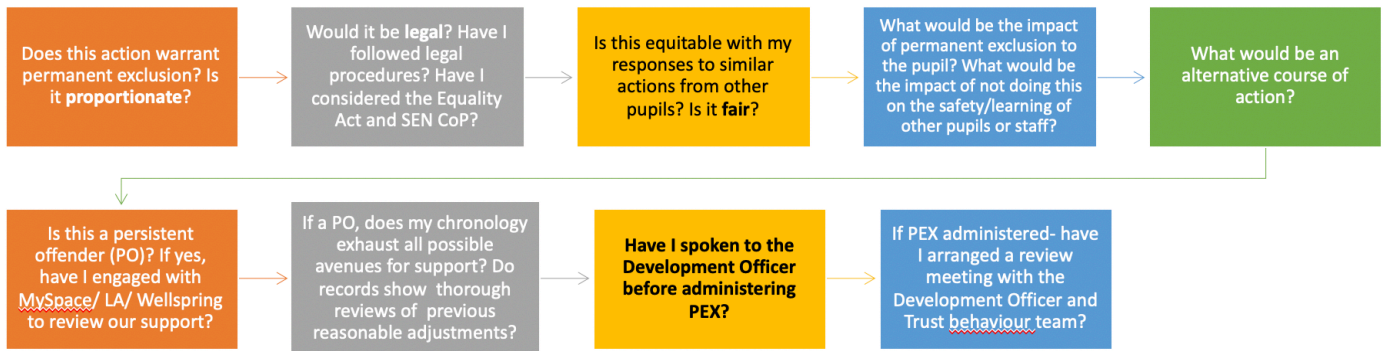 Does this action warrant
permanent exclusion? Is
it proportionate?
Would it be legal? Have I
followed legal
procedures? Have I
considered the Equality
Act and SEN CoP?
Is this equitable with my
responses to similar
actions from other
pupils? Is it fair?
What would be the impact
of permanent exclusion to
the pupil? What would be
the impact of not doing this
on the safety/learning of
other pupils or staff?
What would be an
alternative course of
action?
Is this a persistent
offender (PO)? If yes,
have I engaged with
MySpace/ LA/ Wellspring
to review our support?
If a PO, does my chronology
exhaust all possible
avenues for support? Do
records show thorough
reviews of previous
reasonable adjustments?
Have I spoken to the
Development Officer
before administering
PEX?
If PEX administered- have
I arranged a review
meeting with the
Development Officer and
Trust behaviour team?